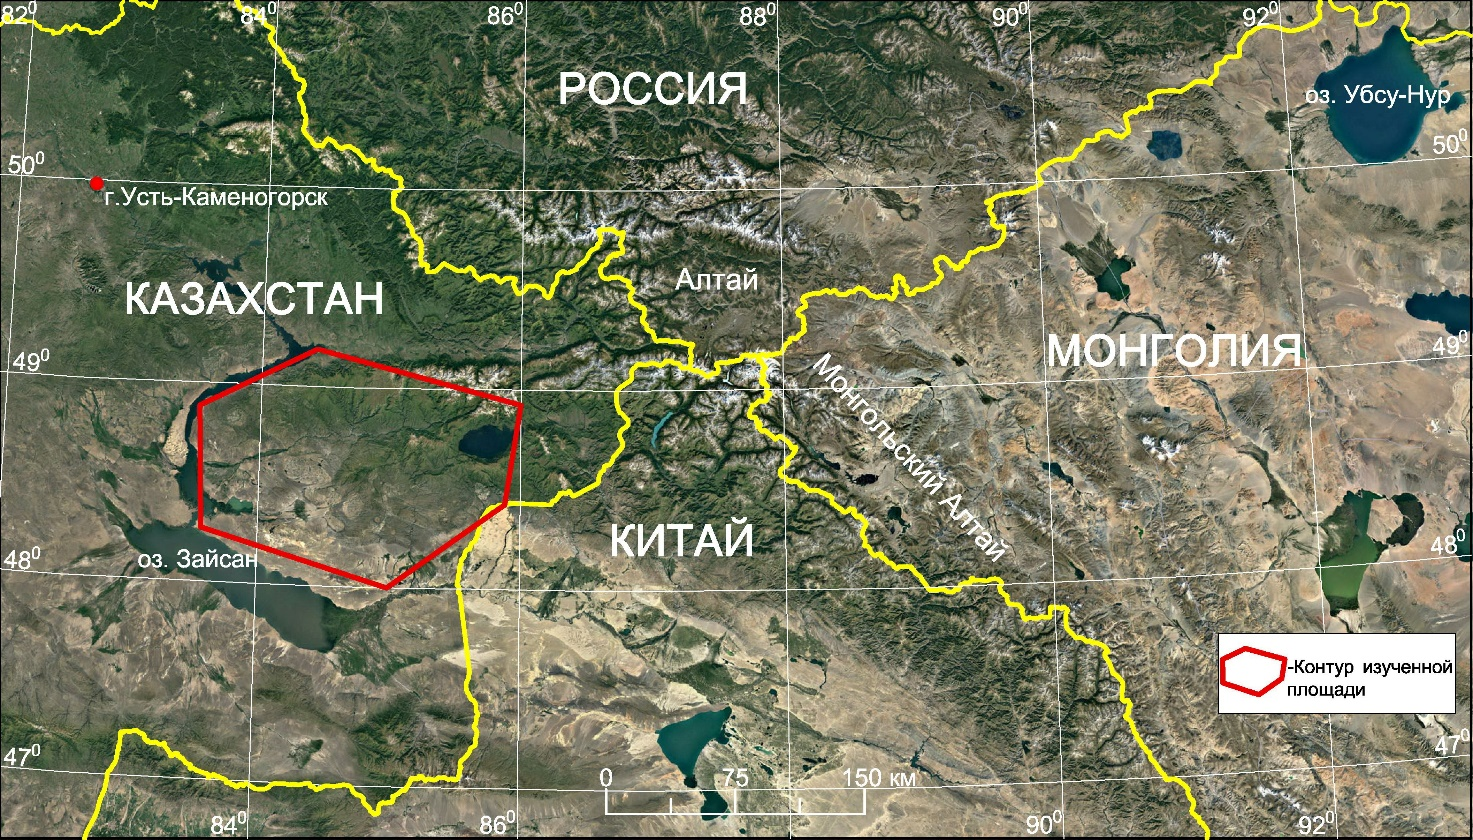 82⁰
84⁰
86⁰
88⁰
90⁰
92⁰
РОССИЯ
оз. Убсу-Нур
50⁰
50⁰
г.Усть-Каменогорск
Алтай
КАЗАХСТАН
49⁰
49⁰
МОНГОЛИЯ
Монгольский Алтай
КИТАЙ
48⁰
48⁰
оз. Зайсан
-Контур изученной
площади
47⁰
47⁰
0 75 150 км
84⁰
86⁰
90⁰
92⁰